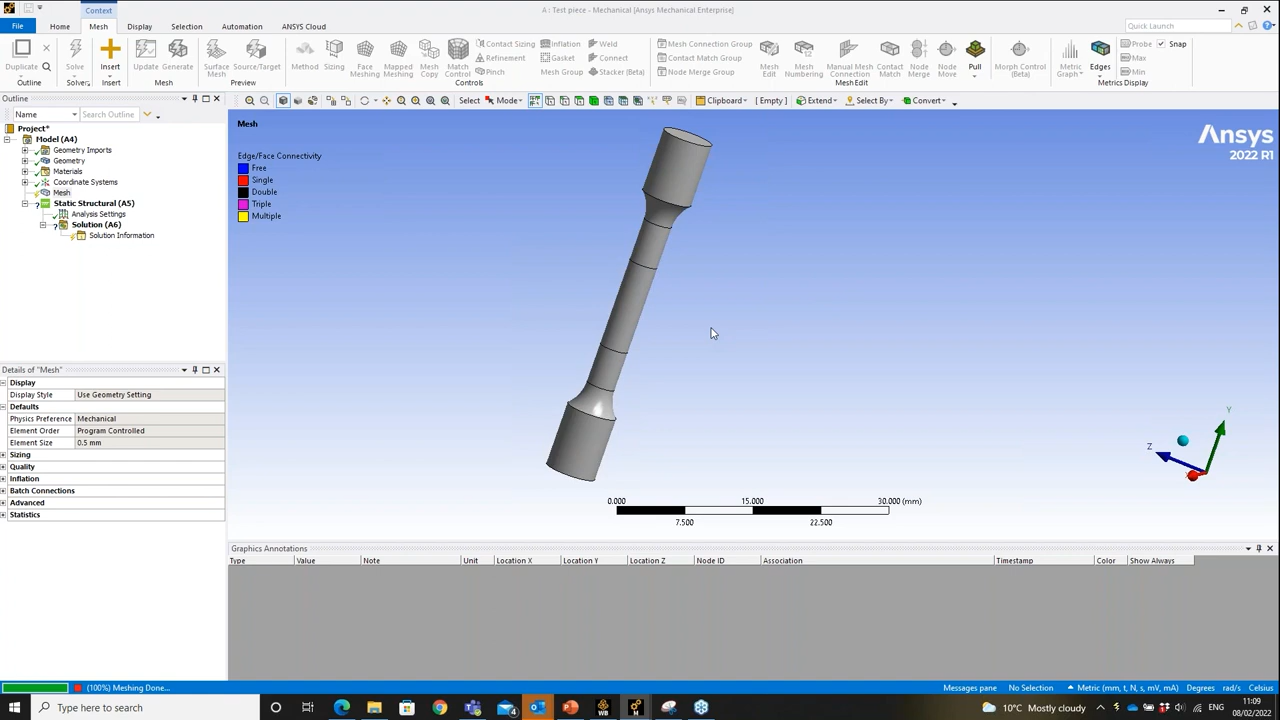 Context
A : Test piece - Mechanical [Ansys Mechanical Enterprise]
File Home Mesh Display Selection Automation ANSYS Cloud Quick Launch
Duplicate Solve Insert Update Generate Surface Mesh Source/Target Method Sizing Face Meshing Mapped Meshing Mesh Copy Match Control Contact Sizing Refinement Pinch Inflation Gasket Mesh Group Weld Connect Stacker (Beta) Mesh Connection Group Contact Match Group Node Merge Group Mesh Edit Mesh Numbering Manual Mesh Connection Contact Match Node Merge Node Move Pull Morph Control (Beta) Metric Graph Edges Probe Max Min Snap
Outline Solver Insert Mesh Preview Controls Mesh Edit Metrics Display
Outline
Select Mode Clipboard [ Empty ] Extend Select By Convert
Name Search Outline
Project*
Model (A4)
Geometry Imports
Geometry
Materials
Coordinate Systems
Mesh
Static Structural (A5)
Analysis Settings
Solution (A6)
Solution Information
Mesh
Edge/Face Connectivity
Free
Single
Double
Triple
Multiple
Ansys
2022 R1
Details of "Mesh"
Display
Display Style Use Geometry Setting
Defaults
Physics Preference Mechanical
Element Order Program Controlled
Element Size 0.5 mm
Sizing
Quality
Inflation
Batch Connections
Advanced
Statistics
Y
Z
X
0.000 15.000 30.000 (mm)
7.500 22.500
Graphics Annotations
Type Value Note Unit Location X Location Y Location Z Node ID Association Timestamp Color Show Always
(100%) Meshing Done... Messages pane No Selection Metric (mm, t, N, s, mV, mA) Degrees rad/s Celsius
Type here to search
10°C Mostly cloudy ENG
11:09
08/02/2022